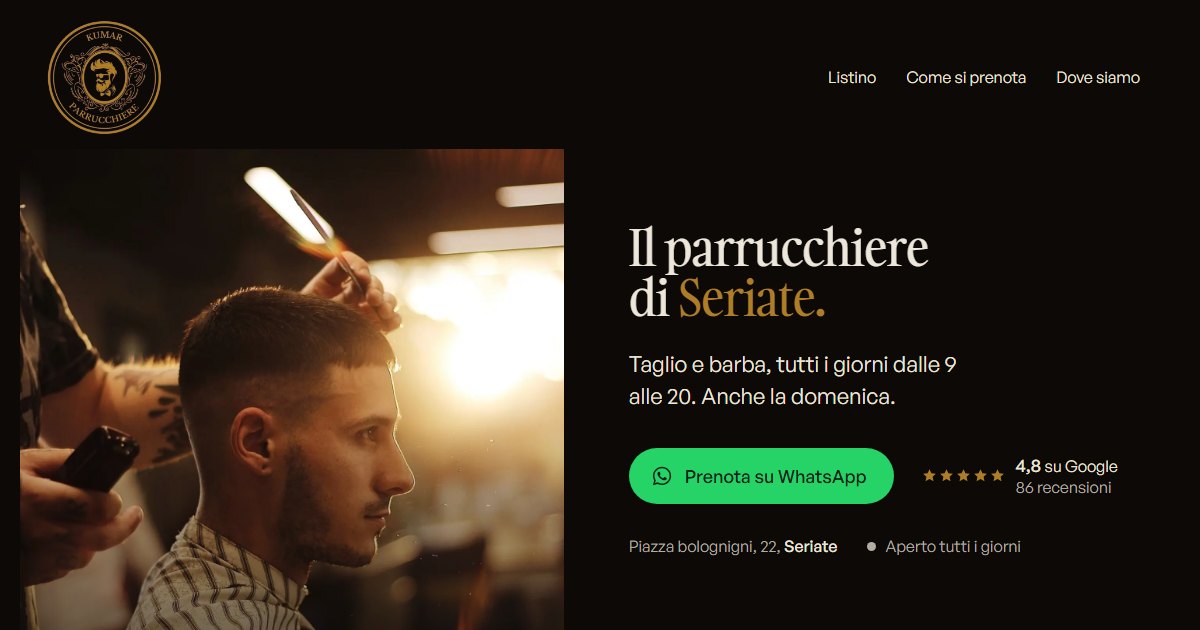 KUMAR
PARRUCCHIERE
Listino
Come si prenota
Dove siamo
Il parrucchiere
di Seriate.
Taglio e barba, tutti i giorni dalle 9
alle 20. Anche la domenica.
Prenota su WhatsApp
4,8 su Google
86 recensioni
Piazza bolognigni, 22, Seriate
Aperto tutti i giorni